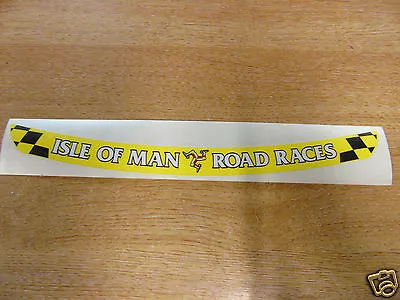 ISLE OF MAN ROAD RACES